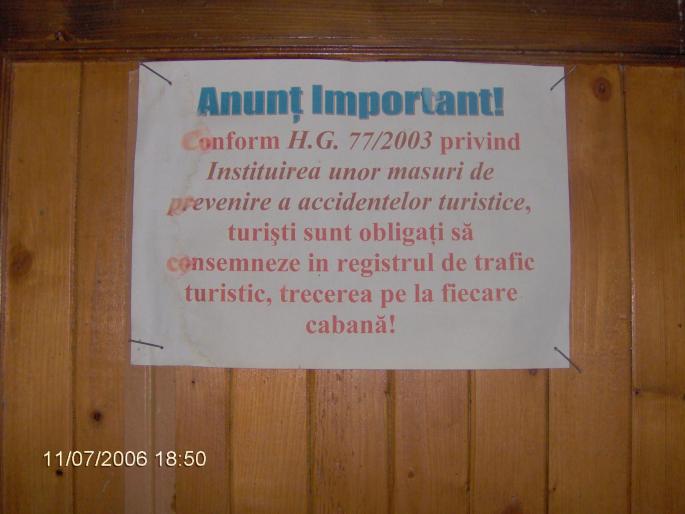 Anunț Important!
Conform H.G. 77/2003 privind
Instituirea unor masuri de
prevenire a accidentelor turistice,
turişti sunt obligați să
consemneze in registrul de trafic
turistic, trecerea pe la fiecare
cabană!
11/07/2006 18:50